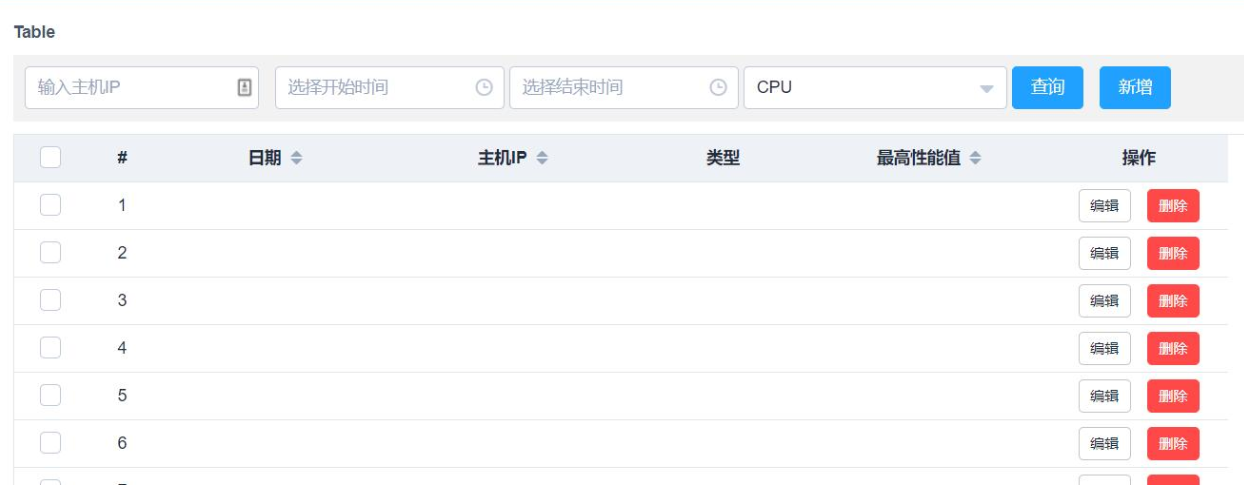 Table
输入主机IP 选择开始时间 选择结束时间 CPU 查询 新增
# 日期 主机IP 类型 最高性能值 操作
1 编辑 删除
2 编辑 删除
3 编辑 删除
4 编辑 删除
5 编辑 删除
6 编辑 删除